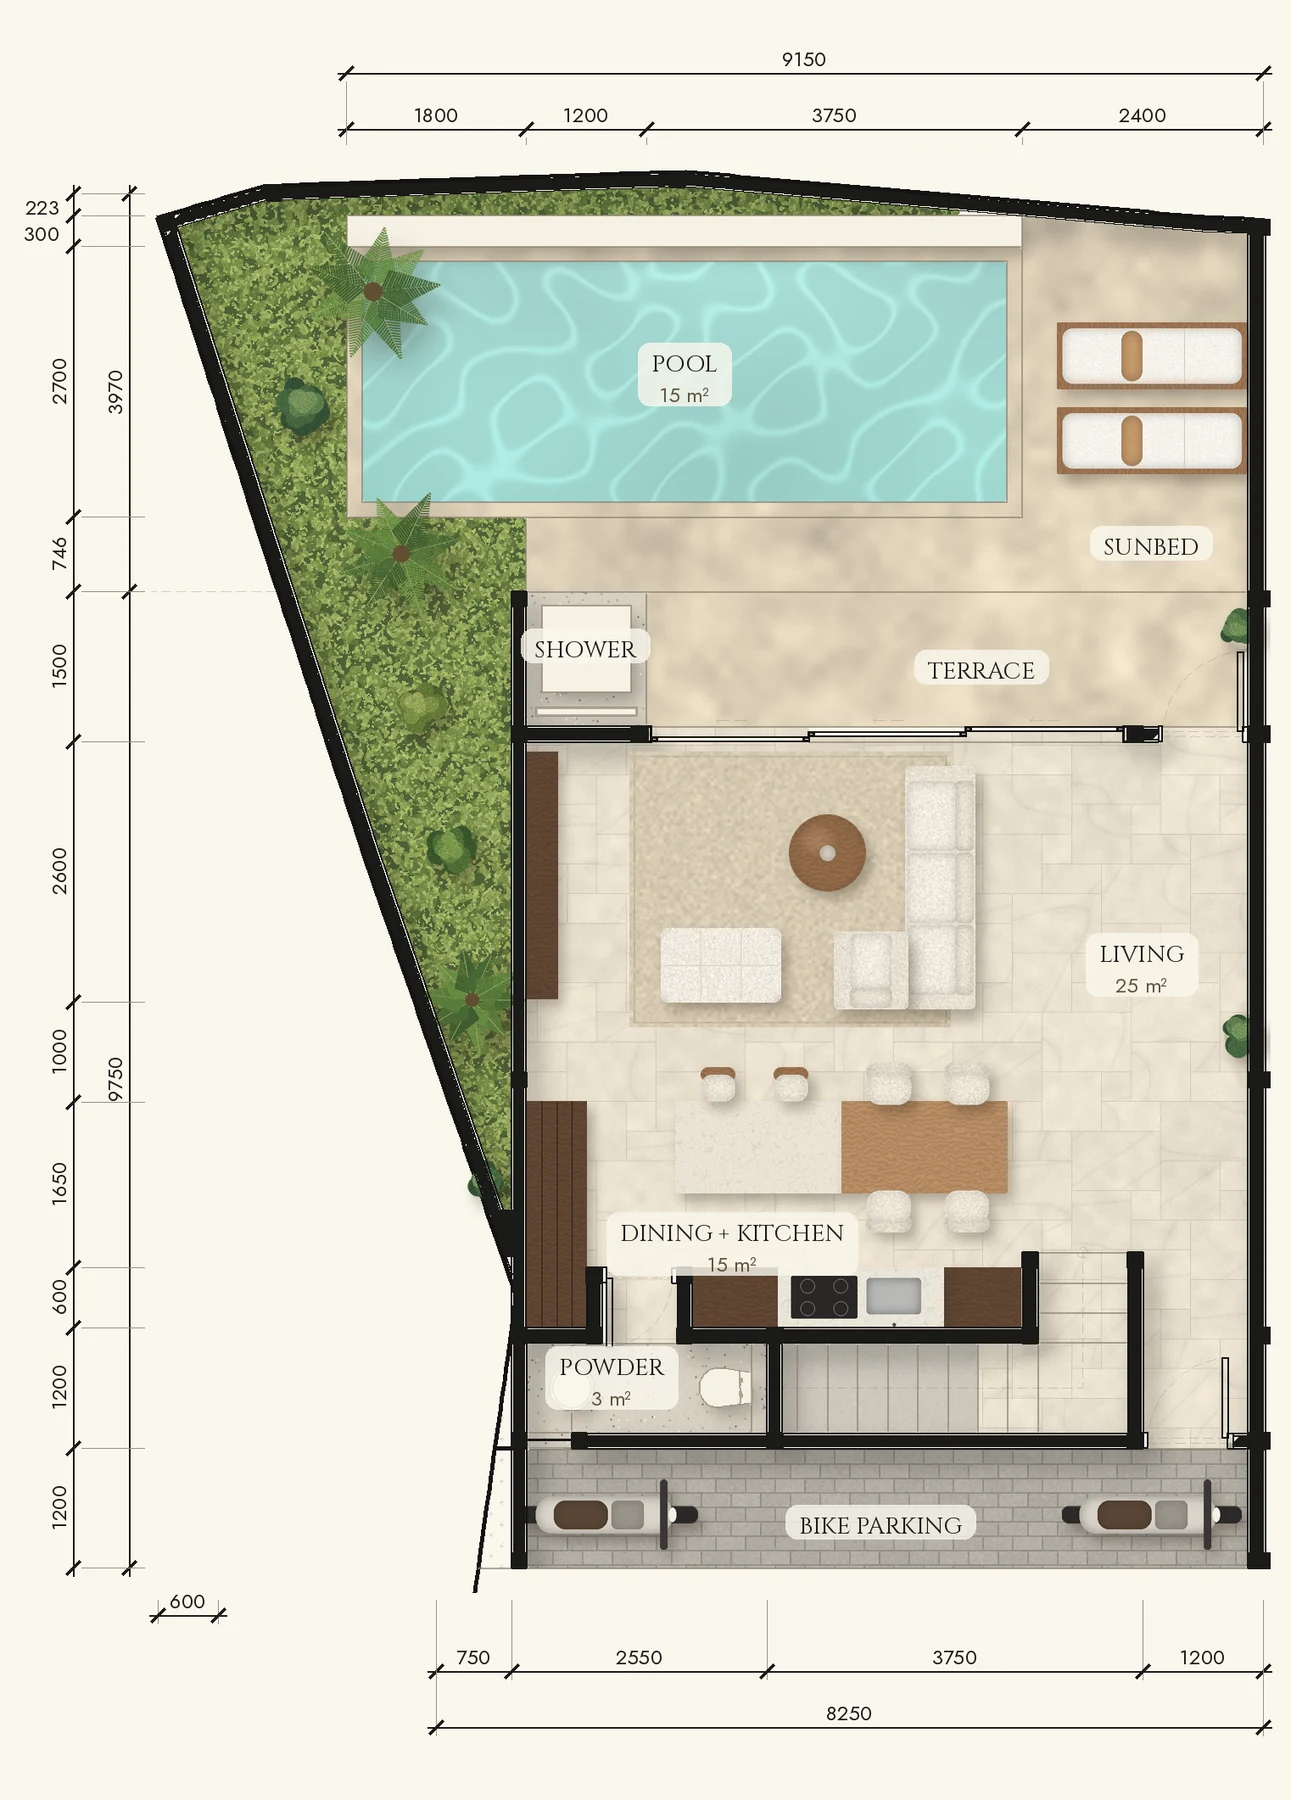 9150
1800
1200
3750
2400
223
300
2700
3970
POOL
15 m²
SUNBED
746
1500
SHOWER
TERRACE
2600
LIVING
25 m²
1000
9750
1650
DINING + KITCHEN
15 m²
600
1200
POWDER
3 m²
1200
BIKE PARKING
600
750
2550
3750
1200
8250